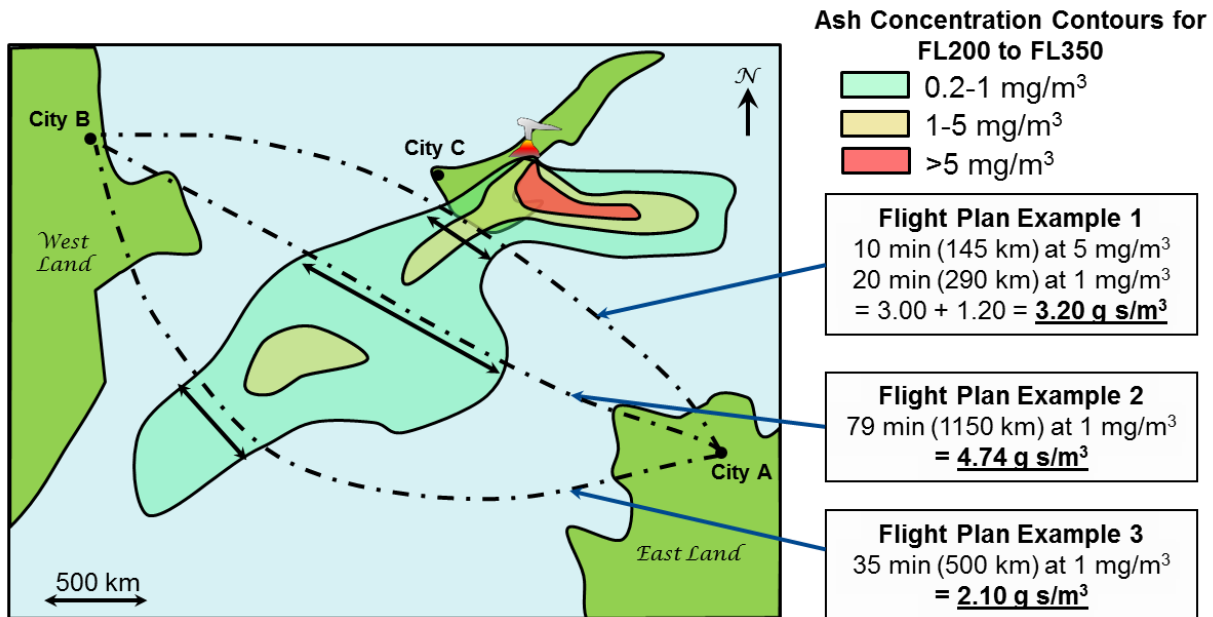 Ash Concentration Contours for
FL200 to FL350
0.2-1 mg/m³
1-5 mg/m³
>5 mg/m³
N
City B
City C
West
Land
City A
East Land
500 km
Flight Plan Example 1
10 min (145 km) at 5 mg/m³
20 min (290 km) at 1 mg/m³
= 3.00 + 1.20 = 3.20 g s/m³
Flight Plan Example 2
79 min (1150 km) at 1 mg/m³
= 4.74 g s/m³
Flight Plan Example 3
35 min (500 km) at 1 mg/m³
= 2.10 g s/m³